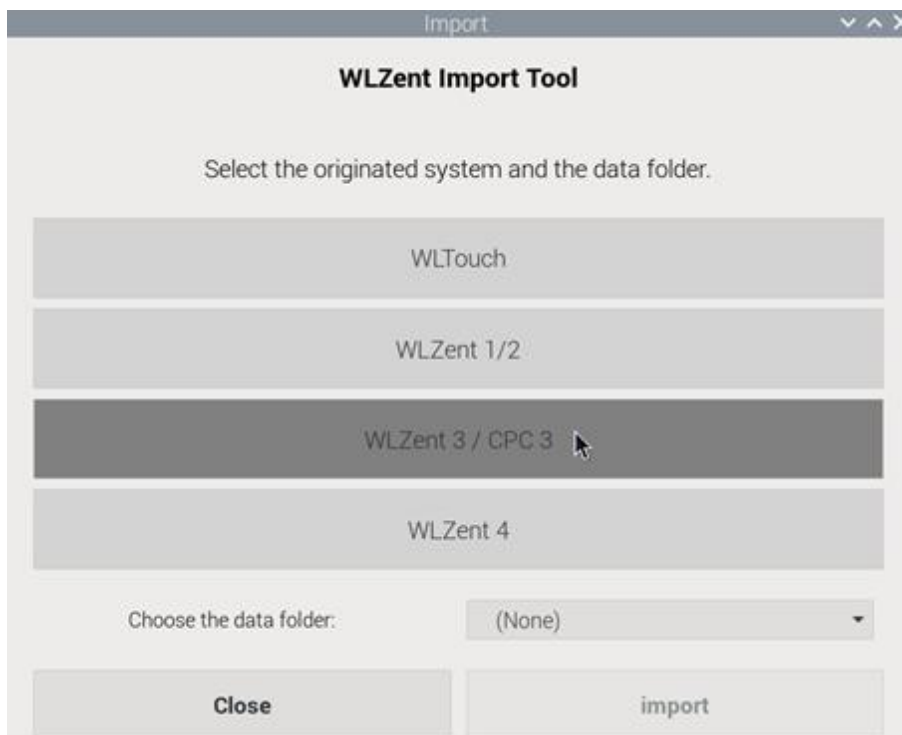 Import
WLZent Import Tool
Select the originated system and the data folder.
WLTouch
WLZent 1/2
WLZent 3 / CPC 3
WLZent 4
Choose the data folder: (None)
Close import